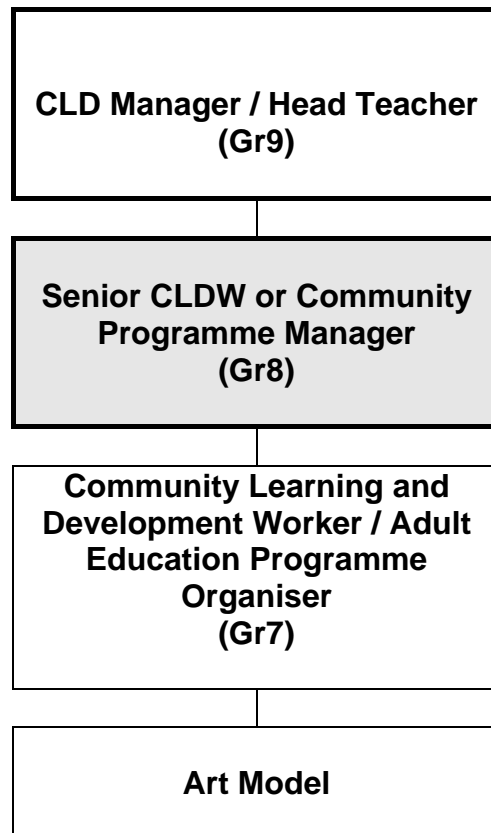 CLD Manager / Head Teacher
(Gr9)
Senior CLDW or Community
Programme Manager
(Gr8)
Community Learning and
Development Worker / Adult
Education Programme
Organiser
(Gr7)
Art Model